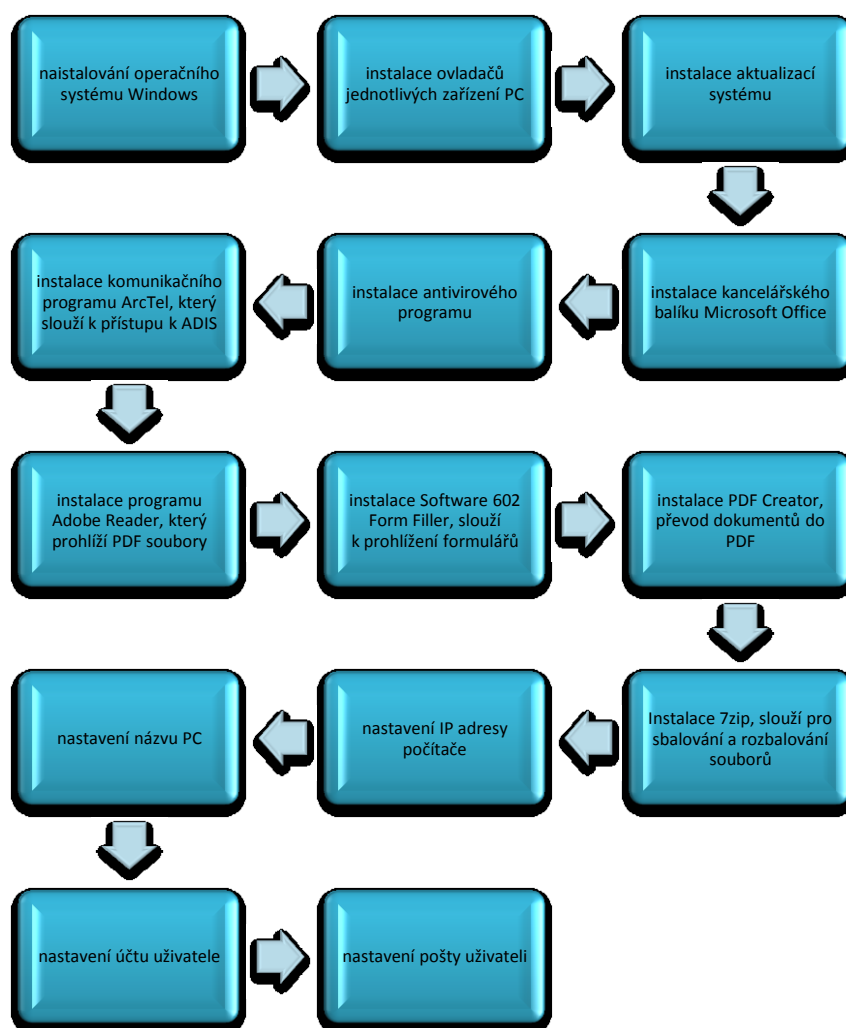 naistalování operačního
systému Windows
instalace ovladačů
jednotlivých zařízení PC
instalace aktualizací
systému
instalace kancelářského
balíku Microsoft Office
instalace antivirového
programu
instalace komunikačního
programu ArcTel, který
slouží k přístupu k ADIS
instalace programu
Adobe Reader, který
prohlíží PDF soubory
instalace Software 602
Form Filler, slouží
k prohlížení formulářů
instalace PDF Creator,
převod dokumentů do
PDF
Instalace 7zip, slouží pro
sbalování a rozbalování
souborů
nastavení IP adresy
počítače
nastavení názvu PC
nastavení účtu uživatele
nastavení pošty uživateli